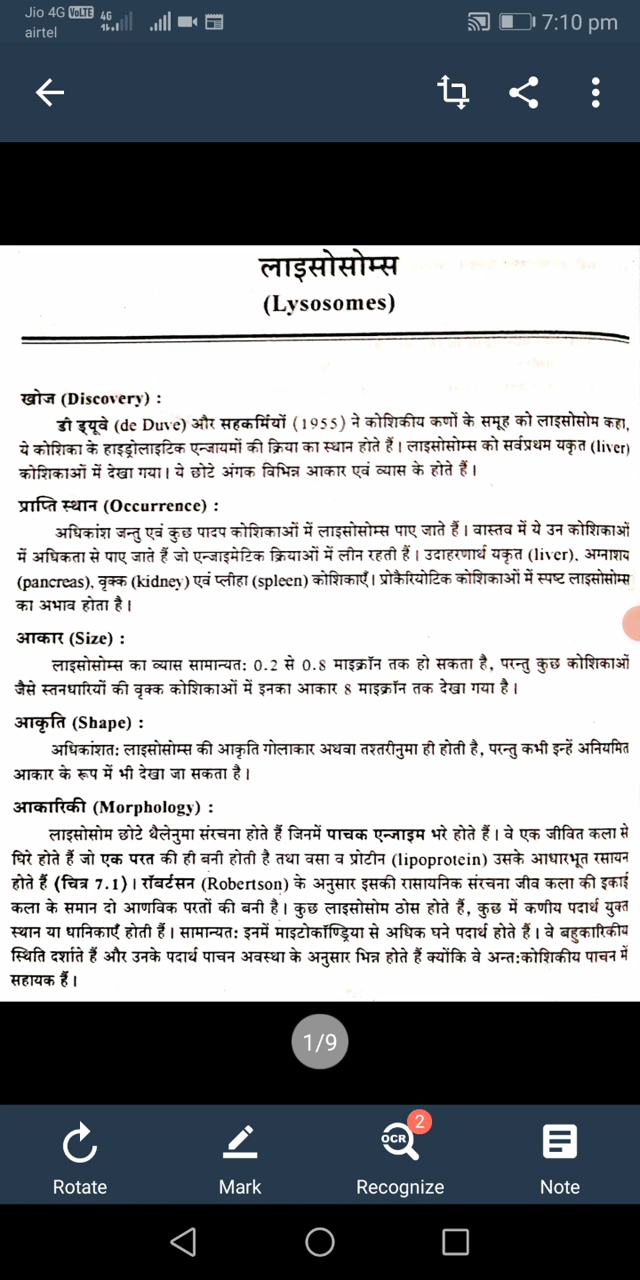 Jio 4G VoLTE 4G
airtel
7:10 pm
लाइसोसोम्स
(Lysosomes)
खोज (Discovery) :
डी ड्यूवे (de Duve) और सहकर्मियों (1955) ने कोशिकीय कणों के समूह को लाइसोसोम कहा,
ये कोशिका के हाइड्रोलाइटिक एन्जायमों की क्रिया का स्थान होते हैं। लाइसोसोम्स को सर्वप्रथम यकृत (liver)
कोशिकाओं में देखा गया। ये छोटे अंगक विभिन्न आकार एवं व्यास के होते हैं।
प्राप्ति स्थान (Occurrence) :
अधिकांश जन्तु एवं कुछ पादप कोशिकाओं में लाइसोसोम्स पाए जाते हैं। वास्तव में ये उन कोशिकाओं
में अधिकता से पाए जाते हैं जो एन्जाइमेटिक क्रियाओं में लीन रहती हैं। उदाहरणार्थ यकृत (liver), अग्नाशय
(pancreas), वृक्क (kidney) एवं प्लीहा (spleen) कोशिकाएँ। प्रोकैरियोटिक कोशिकाओं में स्पष्ट लाइसोसोम्स
का अभाव होता है।
आकार (Size) :
लाइसोसोम्स का व्यास सामान्यत: 0.2 से 0.8 माइक्रॉन तक हो सकता है, परन्तु कुछ कोशिकाओं
जैसे स्तनधारियों की वृक्क कोशिकाओं में इनका आकार 8 माइक्रॉन तक देखा गया है।
आकृति (Shape) :
अधिकांशत: लाइसोसोम्स की आकृति गोलाकार अथवा तश्तरीनुमा ही होती है, परन्तु कभी इन्हें अनियमित
आकार के रूप में भी देखा जा सकता है।
आकारिकी (Morphology) :
लाइसोसोम छोटे थैलेनुमा संरचना होते हैं जिनमें पाचक एन्जाइम भरे होते हैं। वे एक जीवित कला से
घिरे होते हैं जो एक परत की ही बनी होती है तथा वसा व प्रोटीन (lipoprotein) उसके आधारभूत रसायन
होते हैं (चित्र 7.1)। रॉबर्टसन (Robertson) के अनुसार इसकी रासायनिक संरचना जीव कला की इकाई
कला के समान दो आणविक परतों की बनी है। कुछ लाइसोसोम ठोस होते हैं, कुछ में कणीय पदार्थ युक्त
स्थान या धानिकाएँ होती हैं। सामान्यत: इनमें माइटोकॉण्ड्रिया से अधिक घने पदार्थ होते हैं। वे बहुकारिकीय
स्थिति दर्शाते हैं और उनके पदार्थ पाचन अवस्था के अनुसार भिन्न होते हैं क्योंकि वे अन्त:कोशिकीय पाचन में
सहायक हैं।
1/9
OCR 2
Rotate Mark Recognize Note